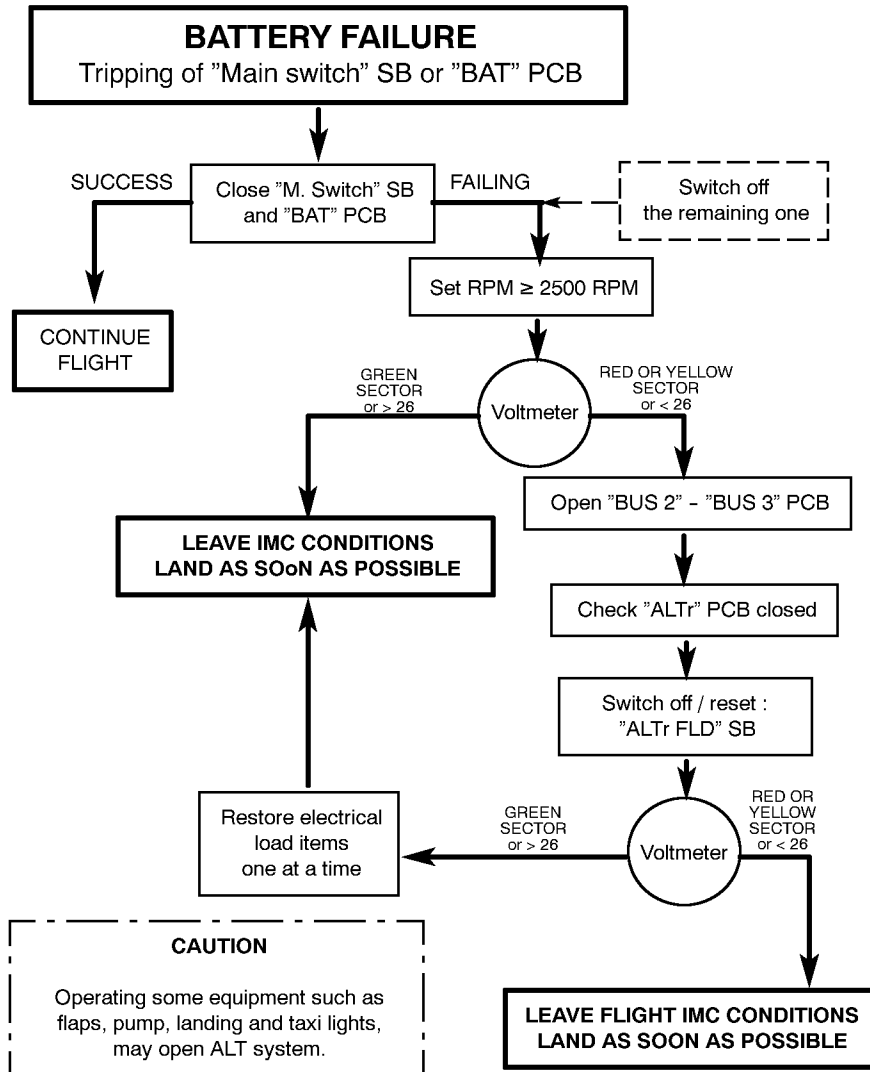 BATTERY FAILURE
Tripping of ”Main switch” SB or ”BAT” PCB
SUCCESS
Close ”M. Switch” SB
and ”BAT” PCB
FAILING
Switch off
the remaining one
Set RPM ≥ 2500 RPM
CONTINUE
FLIGHT
GREEN
SECTOR
or > 26
Voltmeter
RED OR YELLOW
SECTOR
or < 26
Open ”BUS 2” – ”BUS 3” PCB
LEAVE IMC CONDITIONS
LAND AS SOoN AS POSSIBLE
Check ”ALTr” PCB closed
Switch off / reset :
”ALTr FLD” SB
Restore electrical
load items
one at a time
GREEN
SECTOR
or > 26
Voltmeter
RED OR
YELLOW
SECTOR
or < 26
CAUTION
Operating some equipment such as
flaps, pump, landing and taxi lights,
may open ALT system.
LEAVE FLIGHT IMC CONDITIONS
LAND AS SOON AS POSSIBLE